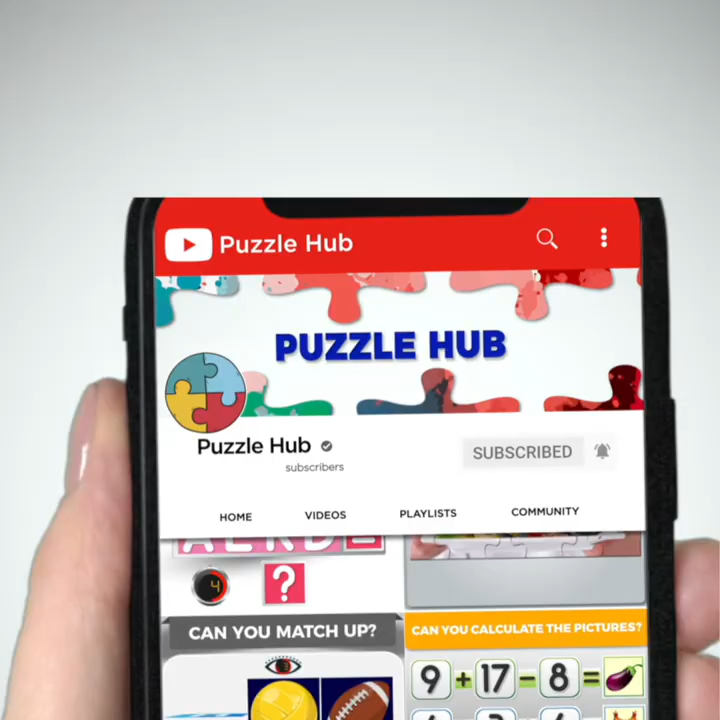 Puzzle Hub
PUZZLE HUB
Puzzle Hub
SUBSCRIBED
subscribers
HOME VIDEOS PLAYLISTS COMMUNITY
4 ?
CAN YOU MATCH UP?
CAN YOU CALCULATE THE PICTURES?
9 + 17 - 8 =